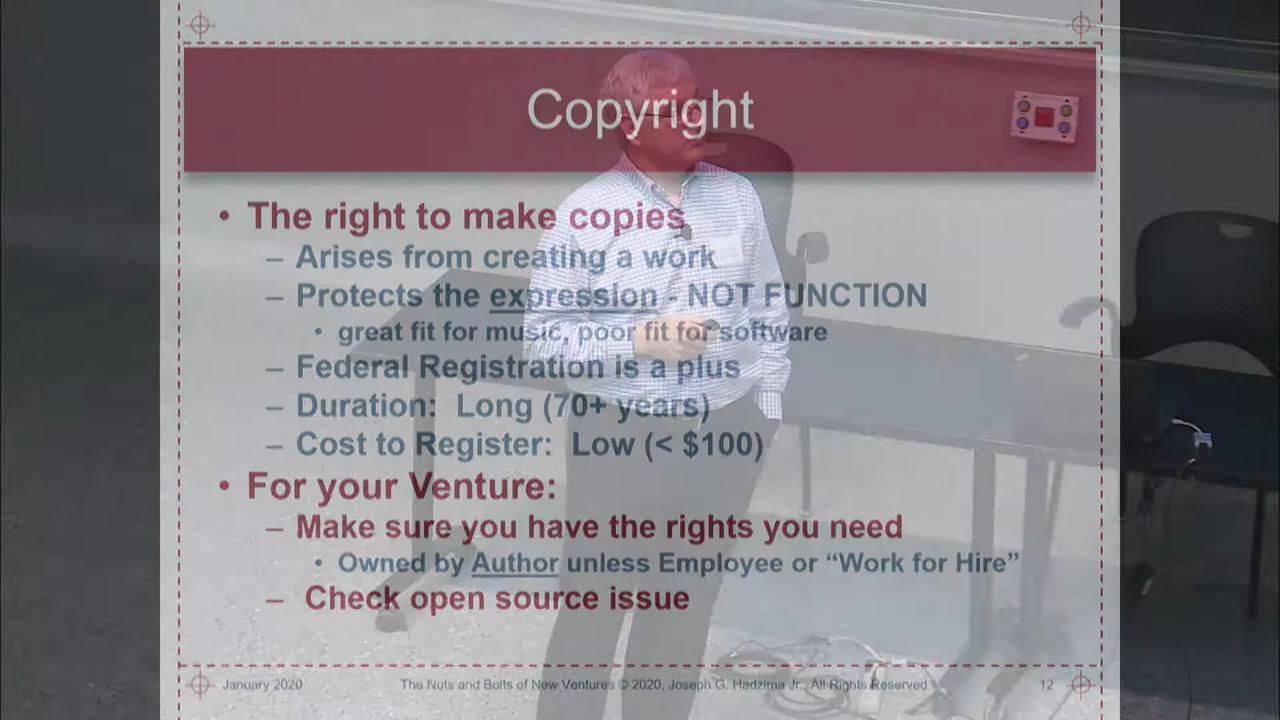 Copyright
• The right to make copies
– Arises from creating a work
– Protects the expression - NOT FUNCTION
• great fit for music, poor fit for software
– Federal Registration is a plus
– Duration: Long (70+ years)
– Cost to Register: Low (< $100)
• For your Venture:
– Make sure you have the rights you need
• Owned by Author unless Employee or “Work for Hire”
– Check open source issue
January 2020 The Nuts and Bolts of New Ventures © 2020, Joseph G. Hadzima Jr., All Rights Reserved 12